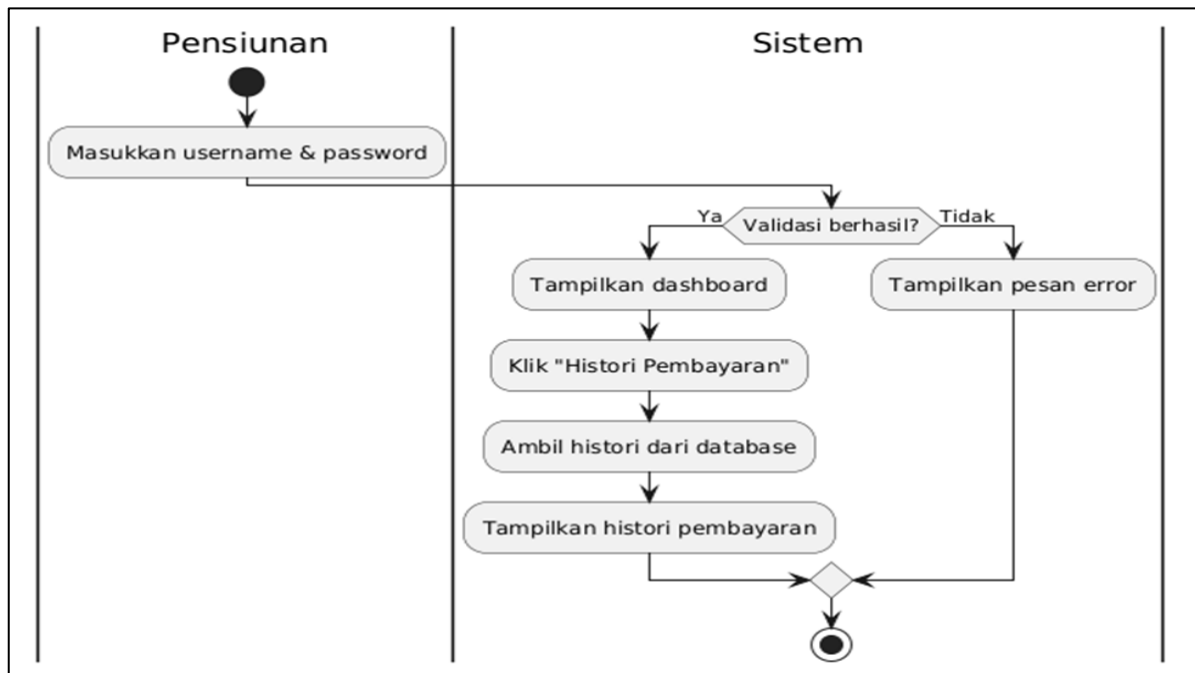 Pensiunan
Sistem
Masukkan username & password
Validasi berhasil?
Ya
Tidak
Tampilkan dashboard
Tampilkan pesan error
Klik "Histori Pembayaran"
Ambil histori dari database
Tampilkan histori pembayaran